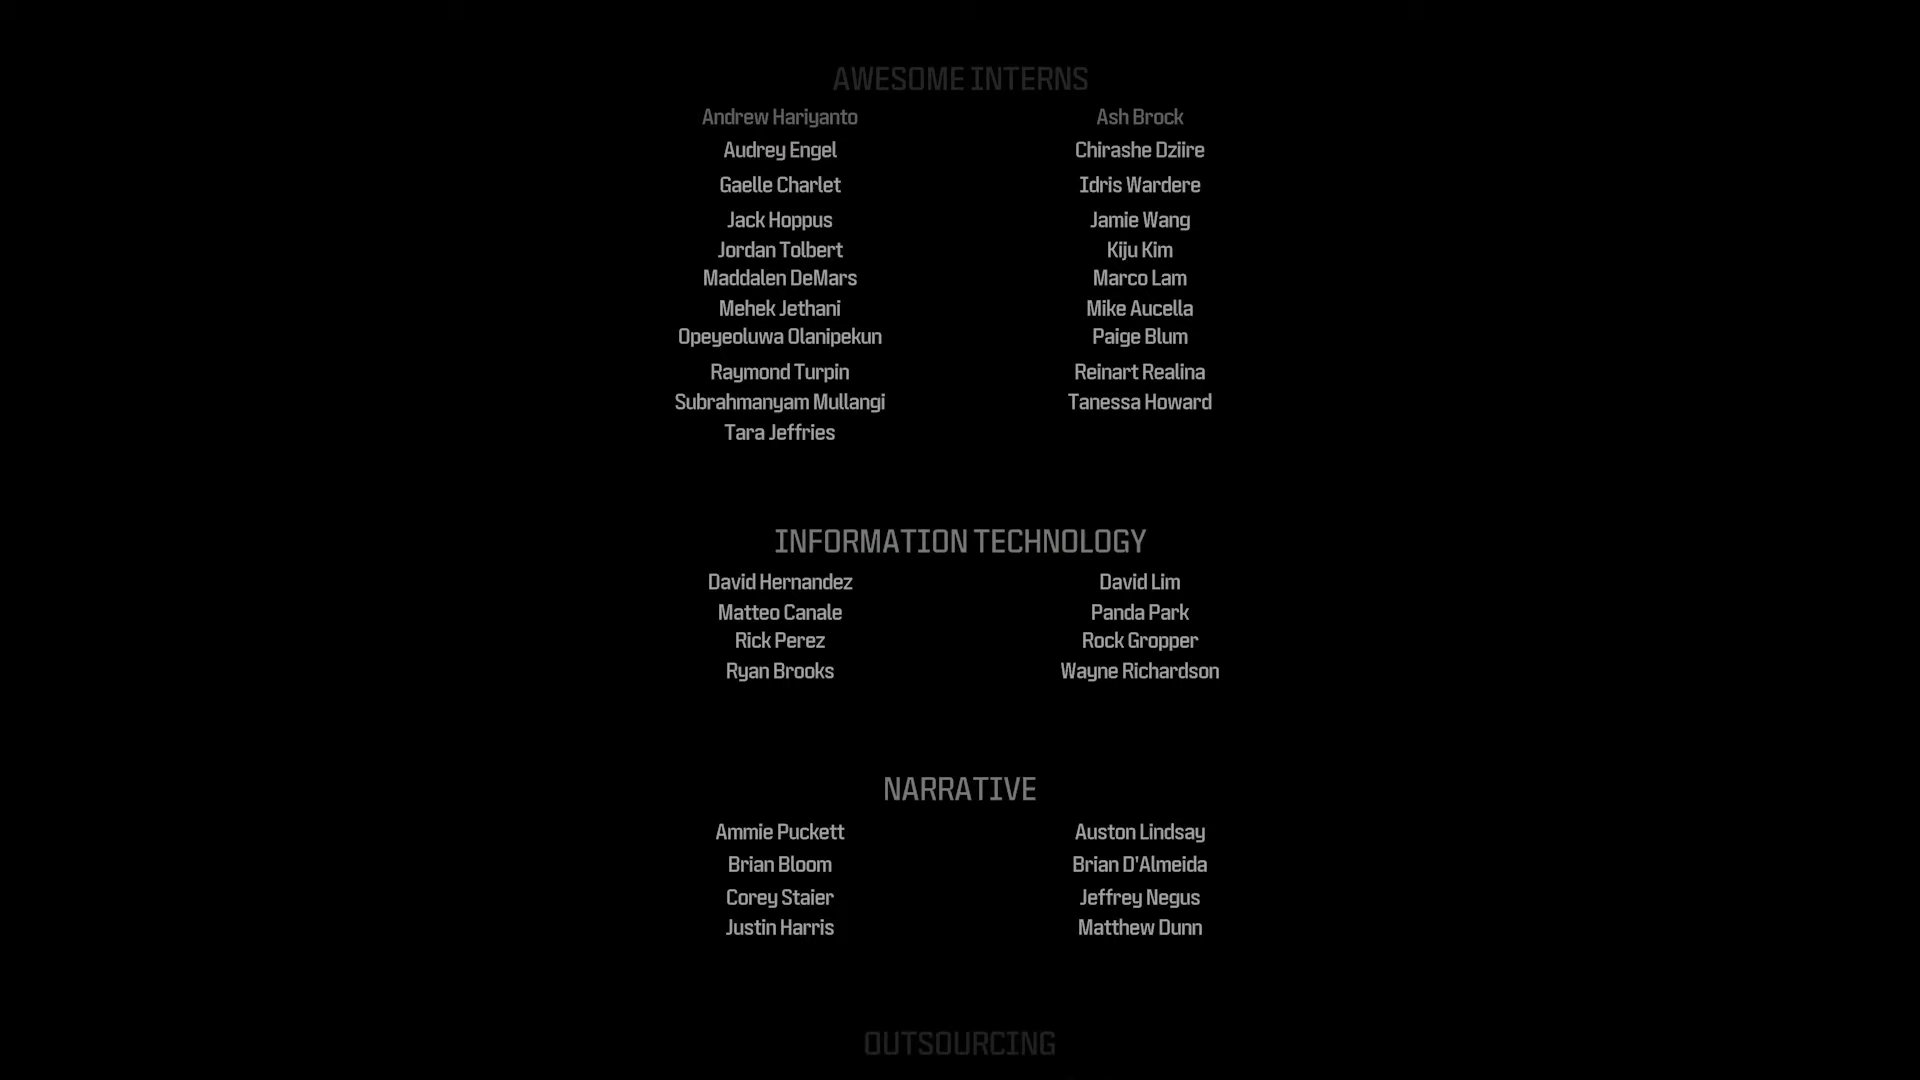 AWESOME INTERNS
Andrew Hariyanto Ash Brock
Audrey Engel Chirashe Dziire
Gaelle Charlet Idris Wardere
Jack Hoppus Jamie Wang
Jordan Tolbert Kiju Kim
Maddalen DeMars Marco Lam
Mehek Jethani Mike Aucella
Opeyeoluwa Olanipekun Paige Blum
Raymond Turpin Reinart Realina
Subrahmanyam Mullangi Tanessa Howard
Tara Jeffries
INFORMATION TECHNOLOGY
David Hernandez David Lim
Matteo Canale Panda Park
Rick Perez Rock Gropper
Ryan Brooks Wayne Richardson
NARRATIVE
Ammie Puckett Auston Lindsay
Brian Bloom Brian D'Almeida
Corey Staier Jeffrey Negus
Justin Harris Matthew Dunn
OUTSOURCING